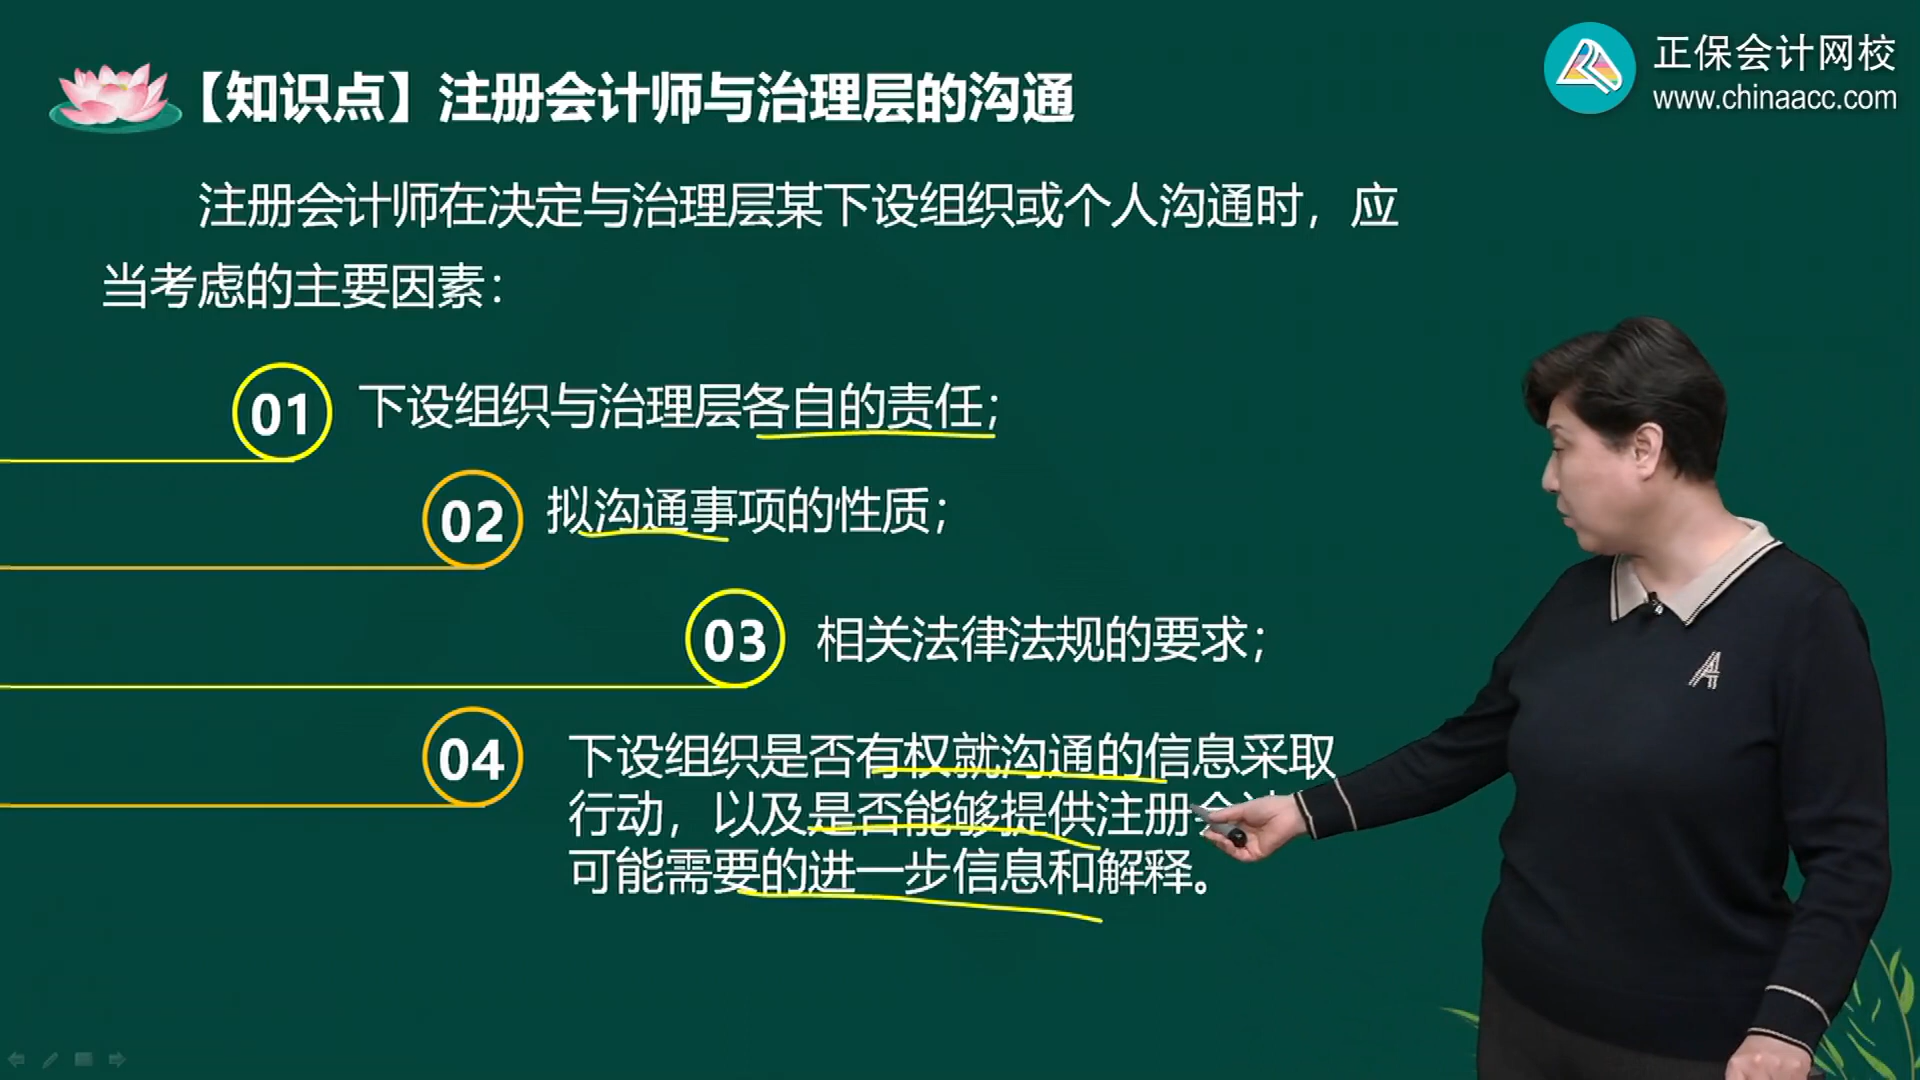 【知识点】注册会计师与治理层的沟通
正保会计网校
www.chinaacc.com
注册会计师在决定与治理层某下设组织或个人沟通时，应
当考虑的主要因素：
01 下设组织与治理层各自的责任；
02 拟沟通事项的性质；
03 相关法律法规的要求；
04 下设组织是否有权就沟通的信息采取
行动，以及是否能够提供注册会
可能需要的进一步信息和解释。
A